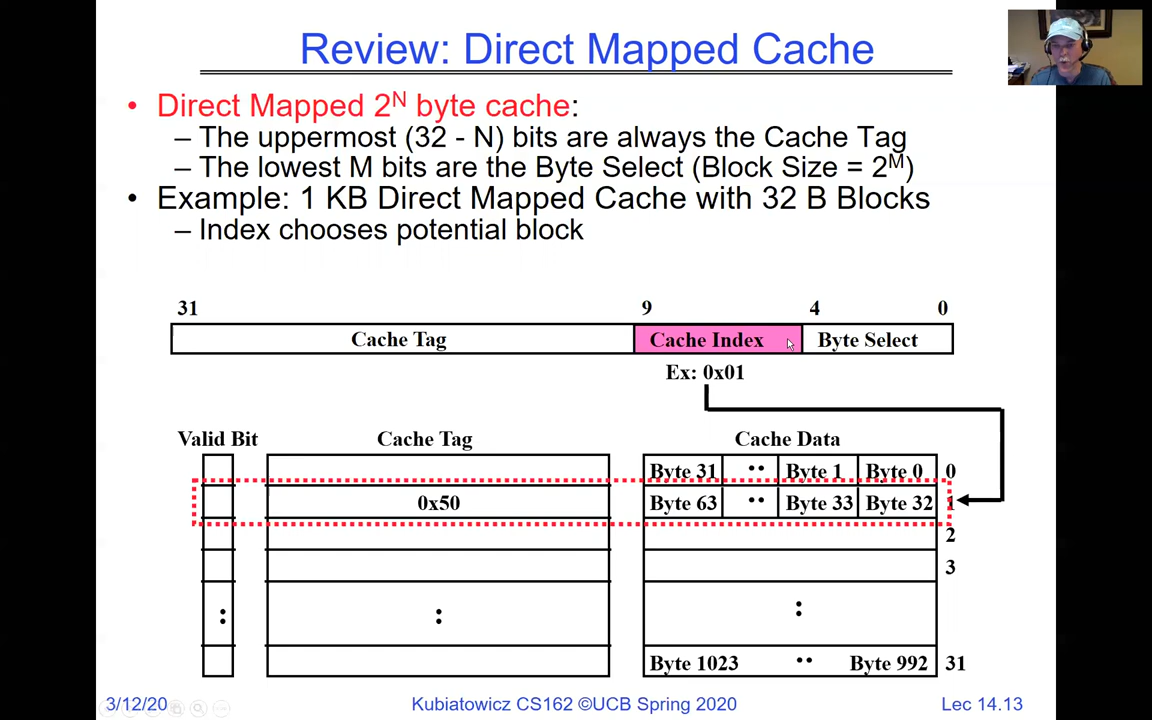 Review: Direct Mapped Cache
• Direct Mapped 2^N byte cache:
– The uppermost (32 - N) bits are always the Cache Tag
– The lowest M bits are the Byte Select (Block Size = 2^M)
• Example: 1 KB Direct Mapped Cache with 32 B Blocks
– Index chooses potential block
31 9 4 0
Cache Tag Cache Index Byte Select
Ex: 0x01
Valid Bit Cache Tag Cache Data
Byte 31 ·· Byte 1 Byte 0 0
0x50 Byte 63 ·· Byte 33 Byte 32 1
2
3
: : :
Byte 1023 ·· Byte 992 31
3/12/20 Kubiatowicz CS162 ©UCB Spring 2020 Lec 14.13